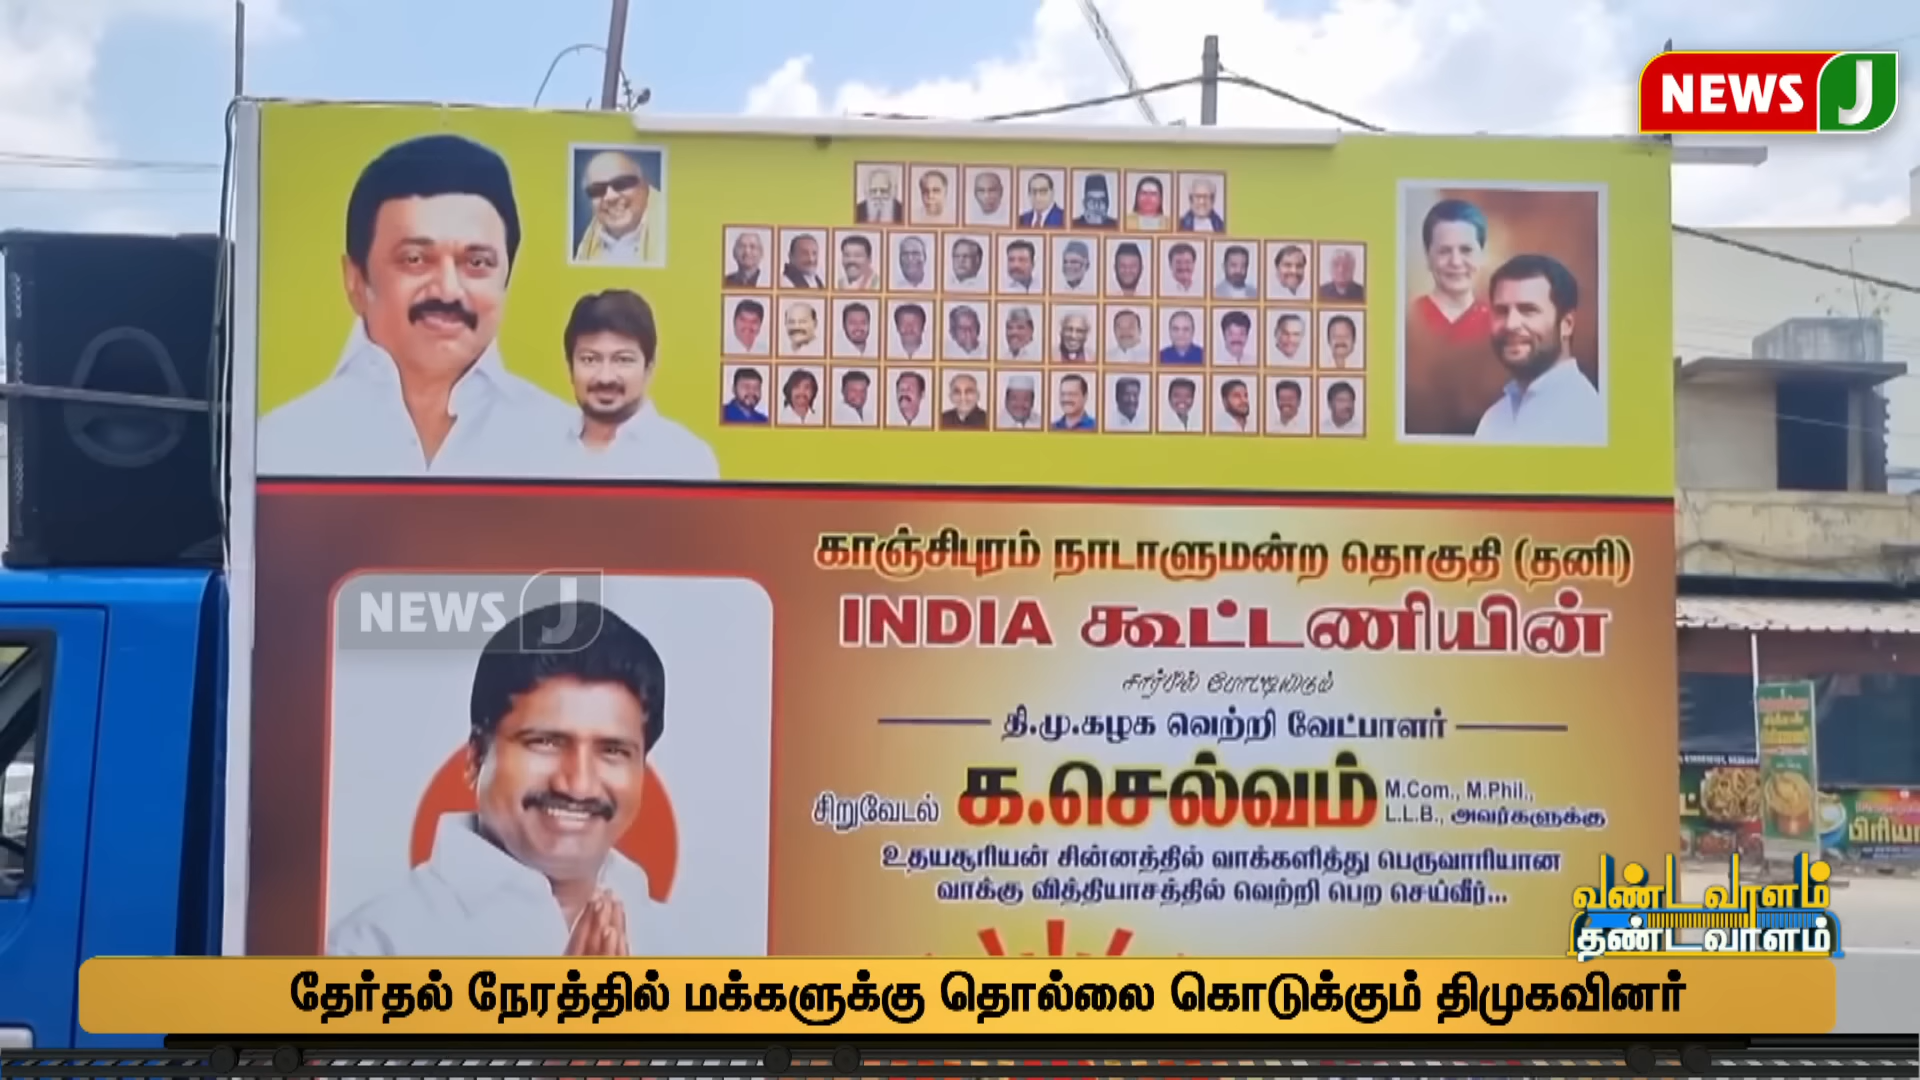 NEWS J
காஞ்சிபுரம் நாடாளுமன்ற தொகுதி (தனி)
INDIA கூட்டணியின்
NEWS J
சார்பில் போட்டியிடும்
தி.மு.கழக வெற்றி வேட்பாளர்
சிறுவேடல் க.செல்வம் M.Com., M.Phil.,
L.L.B., அவர்களுக்கு
உதயசூரியன் சின்னத்தில் வாக்களித்து பெருவாரியான
வாக்கு வித்தியாசத்தில் வெற்றி பெற செய்வீர்...
பிரியா
வண்டவாளம்
தண்டவாளம்
தேர்தல் நேரத்தில் மக்களுக்கு தொல்லை கொடுக்கும் திமுகவினர்